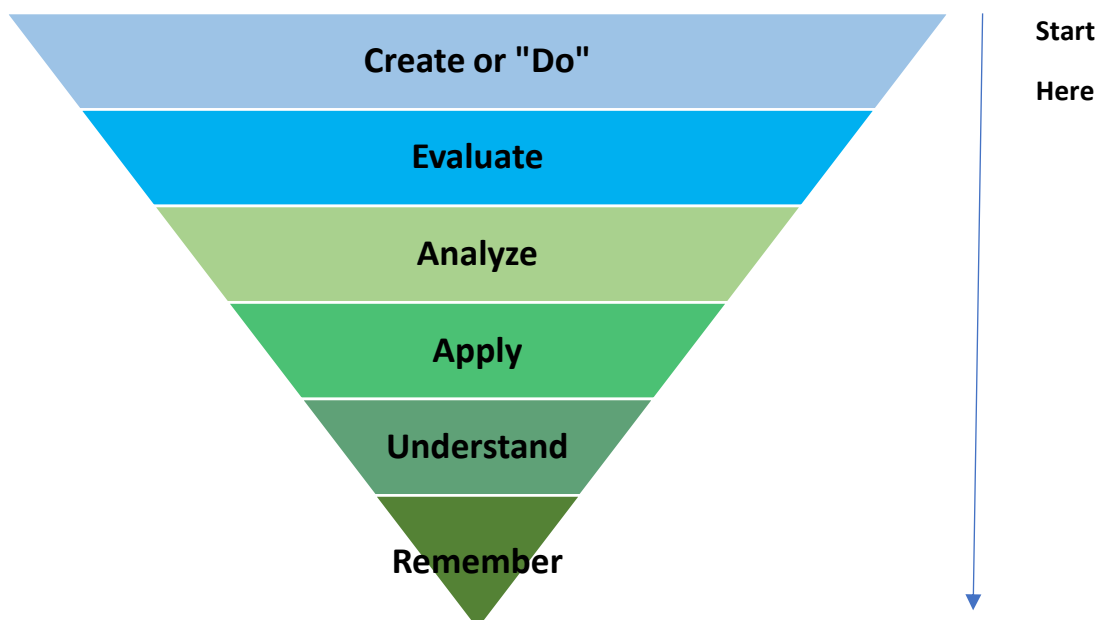 Start
Create or "Do"
Here
Evaluate
Analyze
Apply
Understand
Remember